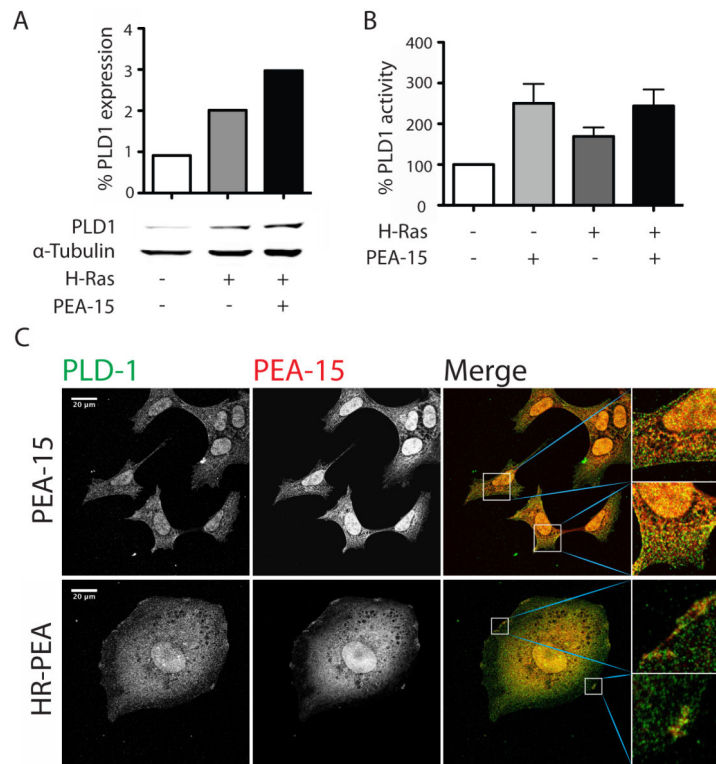 A
% PLD1 expression
4
3
2
1
0
PLD1
α-Tubulin
H-Ras - + +
PEA-15 - - +
B
% PLD1 activity
400
300
200
100
0
H-Ras - - + +
PEA-15 - + - +
C
PLD-1 PEA-15 Merge
PEA-15
20 µm
HR-PEA
20 µm